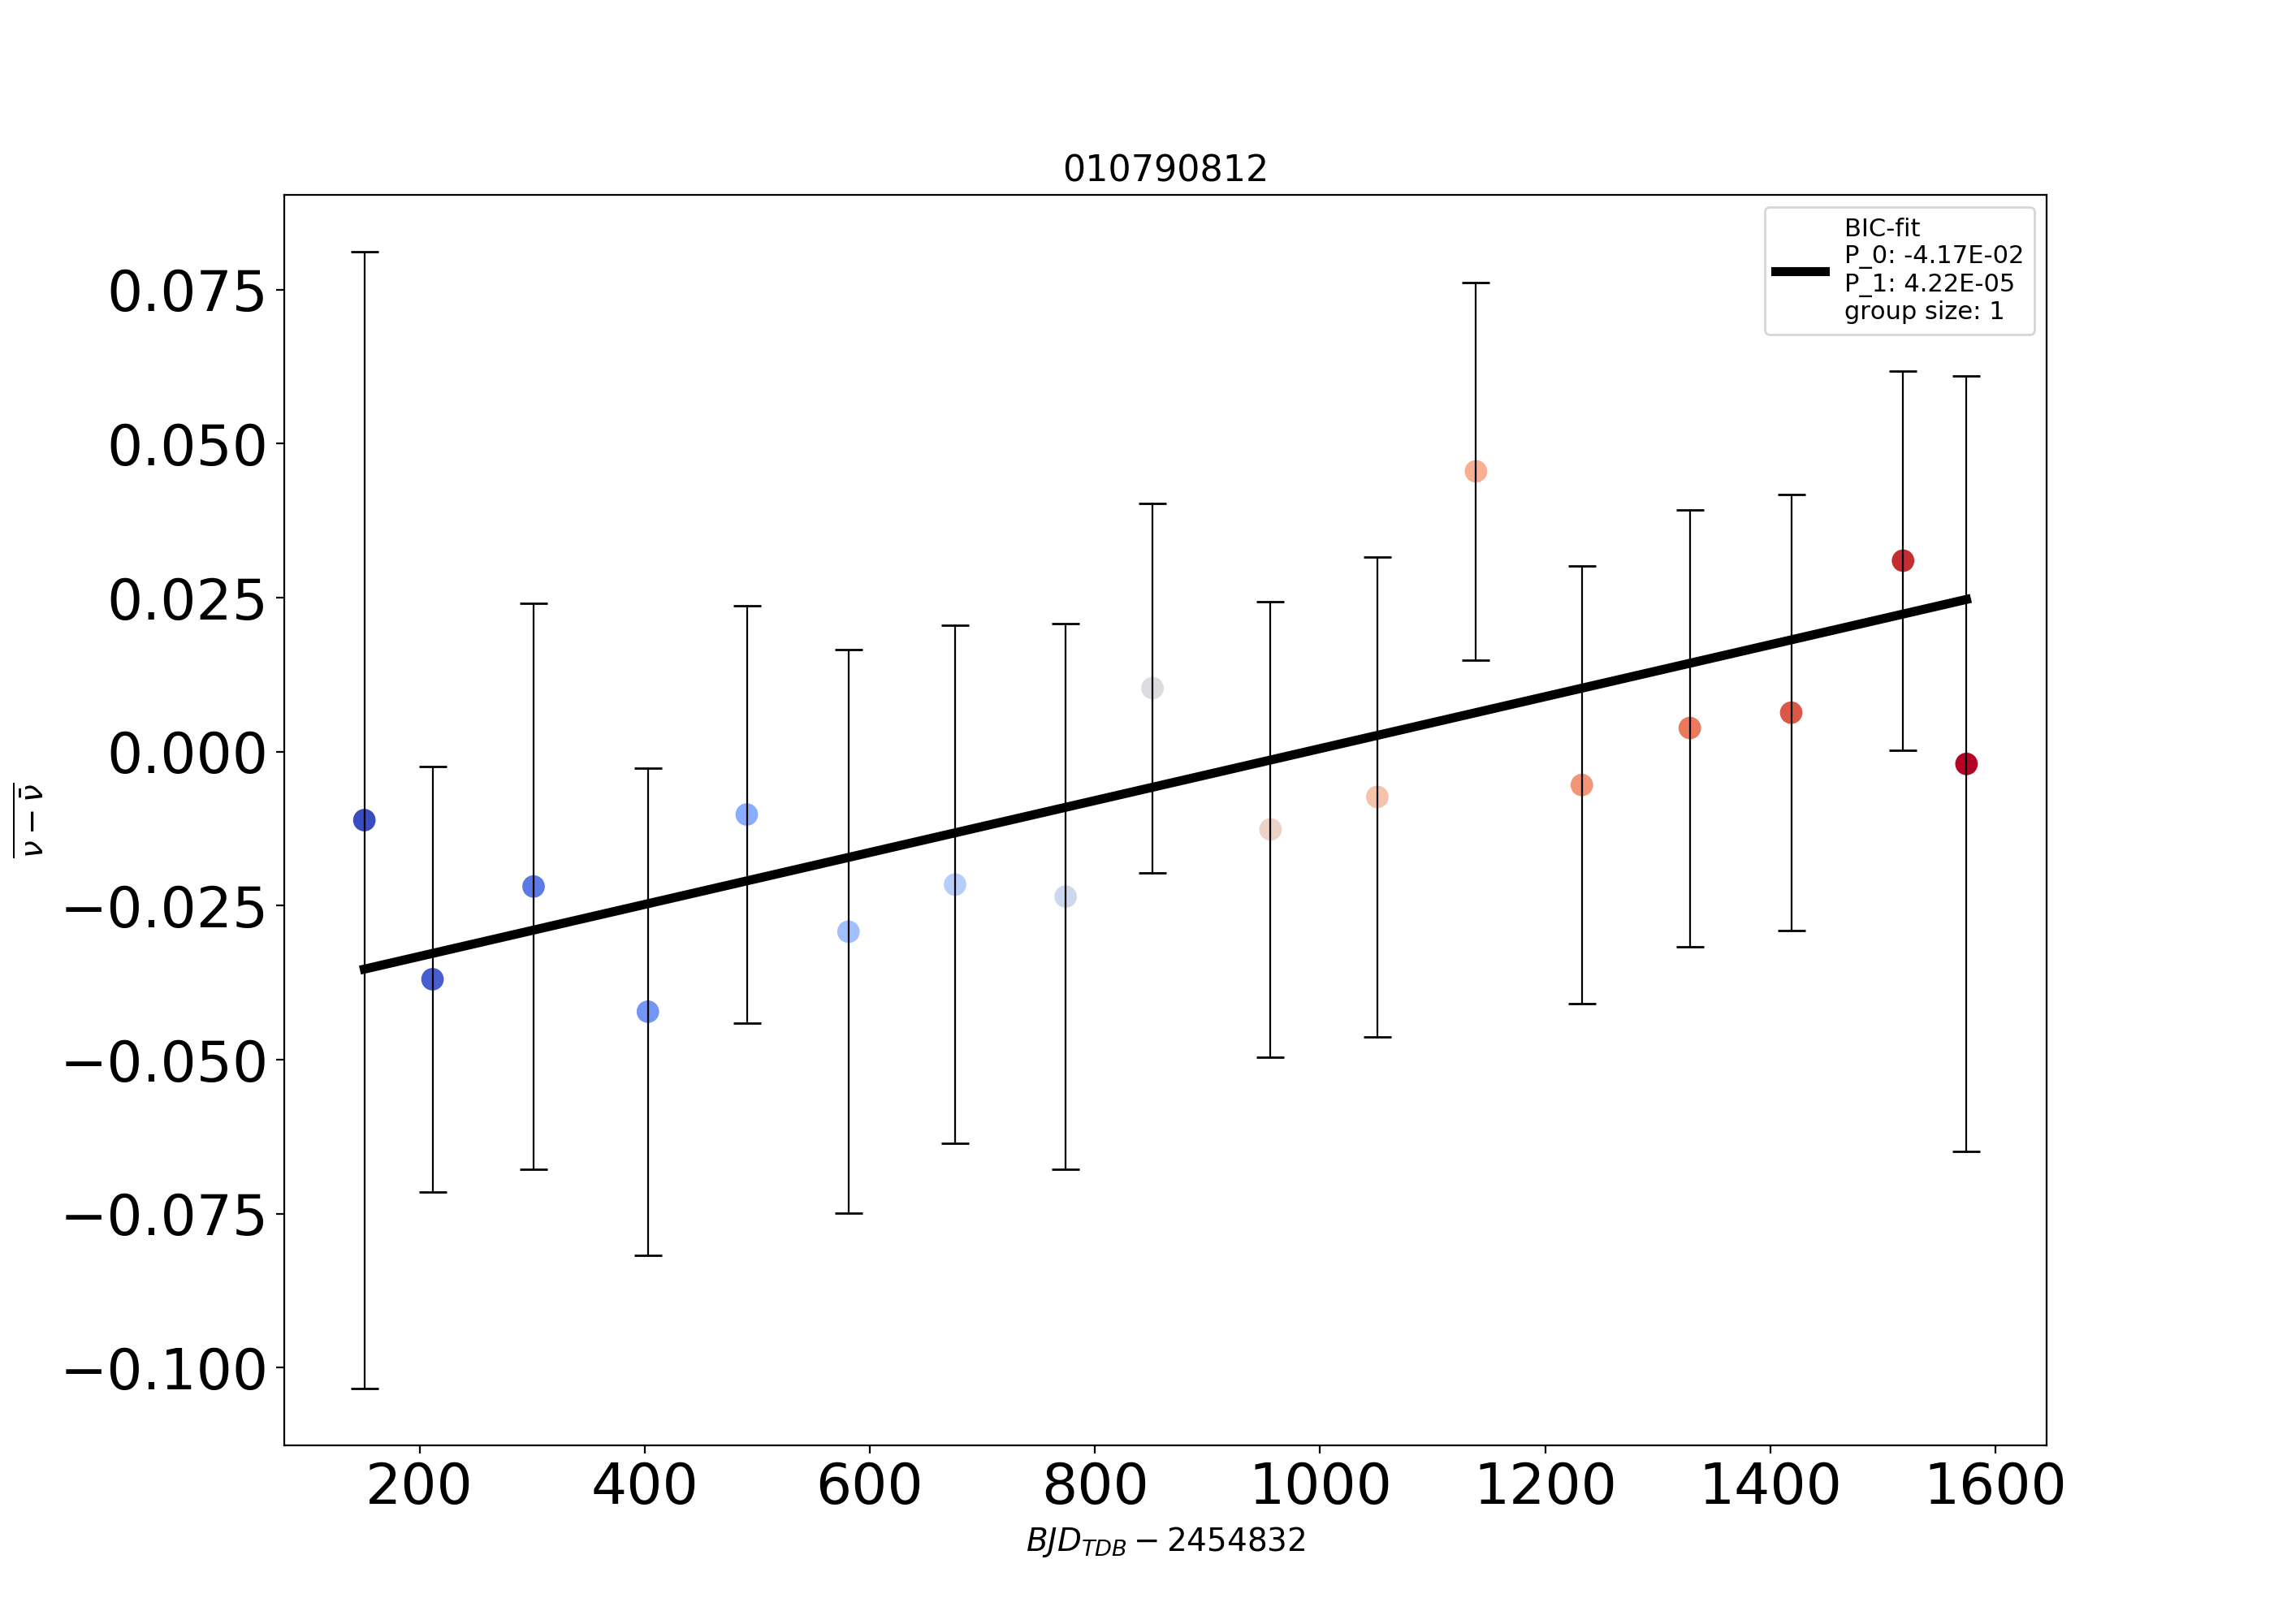 010790812
BIC-fit
P_0: -4.17E-02
P_1: 4.22E-05
group size: 1
0.075
0.050
0.025
0.000
−0.025
−0.050
−0.075
−0.100
ν − ν̄
200 400 600 800 1000 1200 1400 1600
BJD_TDB − 2454832